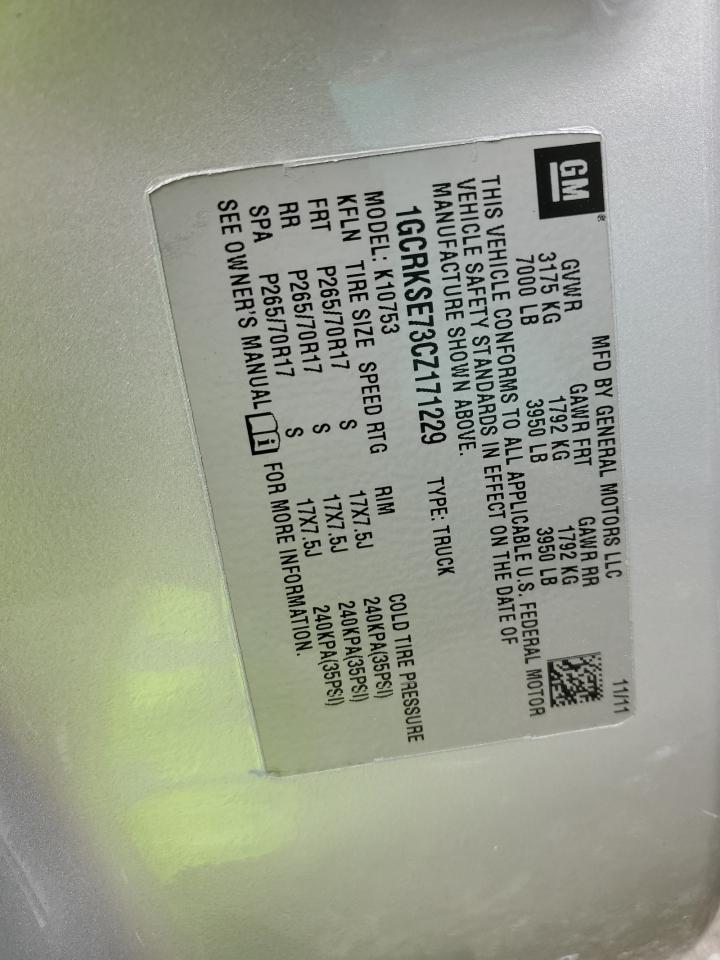 GM ®
MFD BY GENERAL MOTORS LLC 11/11
GVWR GAWR FRT GAWR RR
3175 KG 1792 KG 1792 KG
7000 LB 3950 LB 3950 LB
THIS VEHICLE CONFORMS TO ALL APPLICABLE U.S. FEDERAL MOTOR
VEHICLE SAFETY STANDARDS IN EFFECT ON THE DATE OF
MANUFACTURE SHOWN ABOVE.
1GCRKSE73CZ171229 TYPE: TRUCK
MODEL: K10753
KFLN TIRE SIZE SPEED RTG RIM COLD TIRE PRESSURE
FRT P265/70R17 S 17X7.5J 240KPA(35PSI)
RR P265/70R17 S 17X7.5J 240KPA(35PSI)
SPA P265/70R17 S 17X7.5J 240KPA(35PSI)
SEE OWNER'S MANUAL FOR MORE INFORMATION.